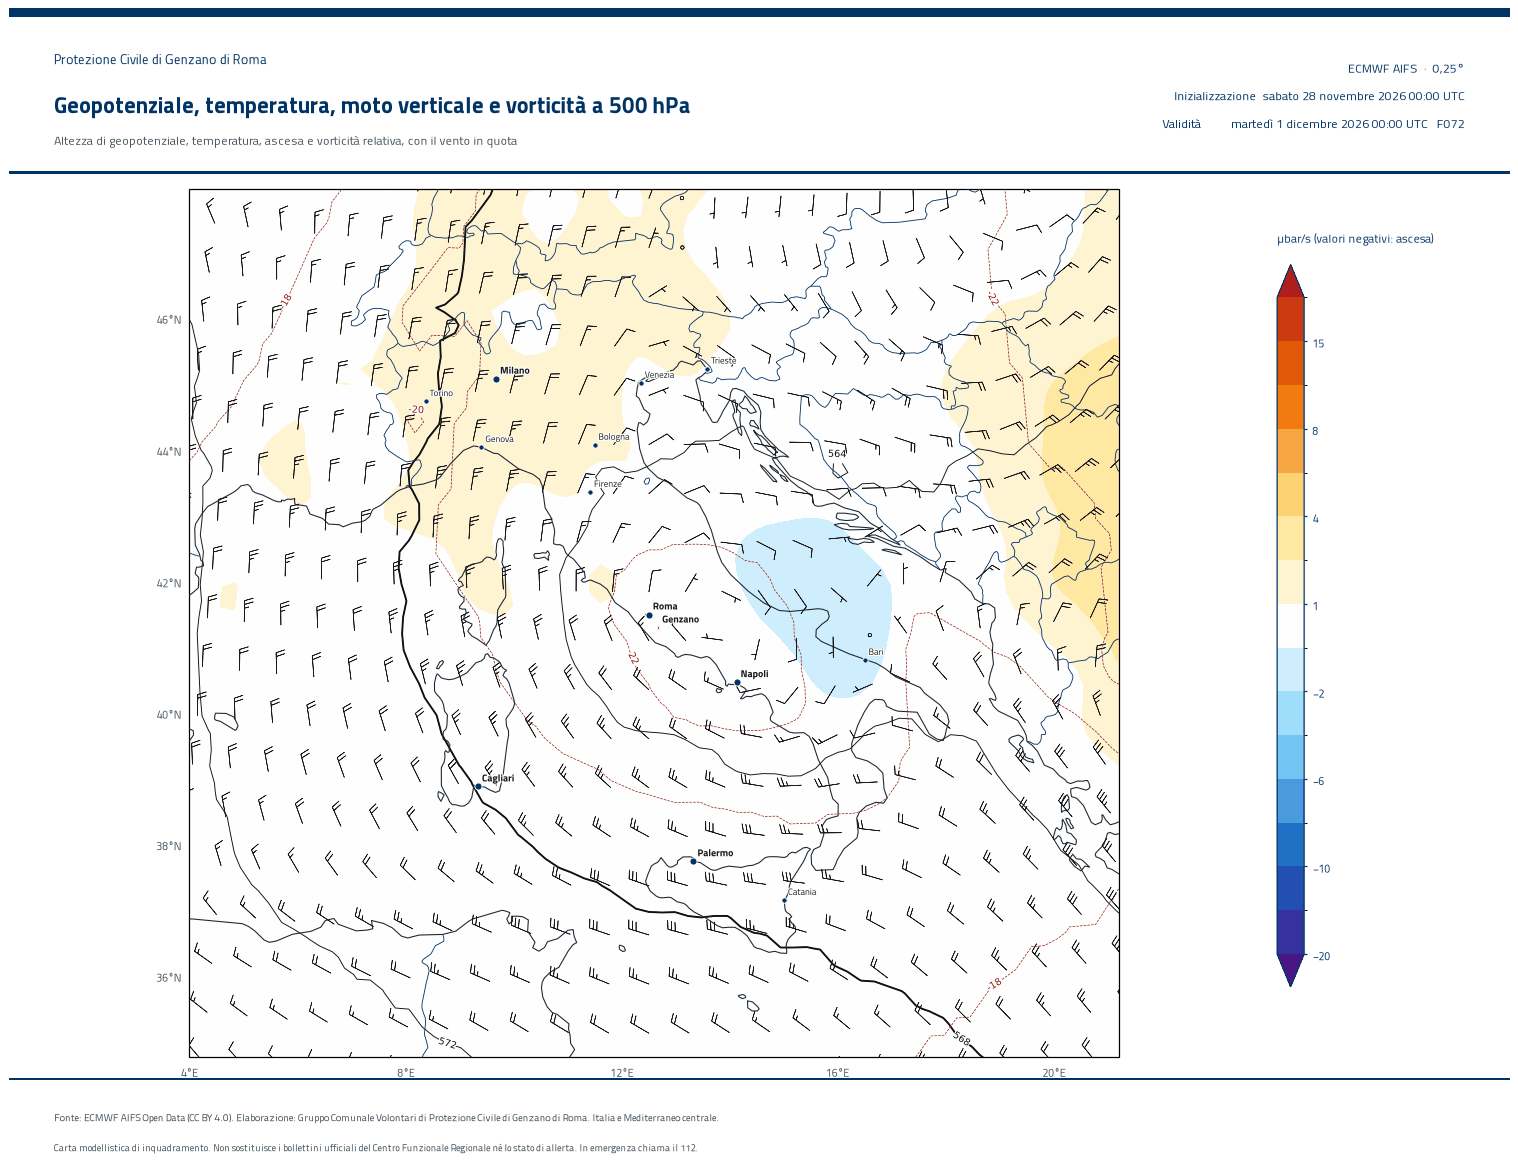 Protezione Civile di Genzano di Roma
Geopotenziale, temperatura, moto verticale e vorticità a 500 hPa
Altezza di geopotenziale, temperatura, ascesa e vorticità relativa, con il vento in quota
ECMWF AIFS · 0,25°
Inizializzazione sabato 28 novembre 2026 00:00 UTC
Validità martedì 1 dicembre 2026 00:00 UTC F072
µbar/s (valori negativi: ascesa)
15
8
4
1
−2
−6
−10
−20
46°N
44°N
42°N
40°N
38°N
36°N
4°E
8°E
12°E
16°E
20°E
-18
-22
Trieste
Milano
Venezia
Torino
-20
Genova
Bologna
564
Firenze
Roma
Genzano
-22
Bari
Napoli
Cagliari
Palermo
Catania
-18
572
568
Fonte: ECMWF AIFS Open Data (CC BY 4.0). Elaborazione: Gruppo Comunale Volontari di Protezione Civile di Genzano di Roma. Italia e Mediterraneo centrale.
Carta modellistica di inquadramento. Non sostituisce i bollettini ufficiali del Centro Funzionale Regionale né lo stato di allerta. In emergenza chiama il 112.